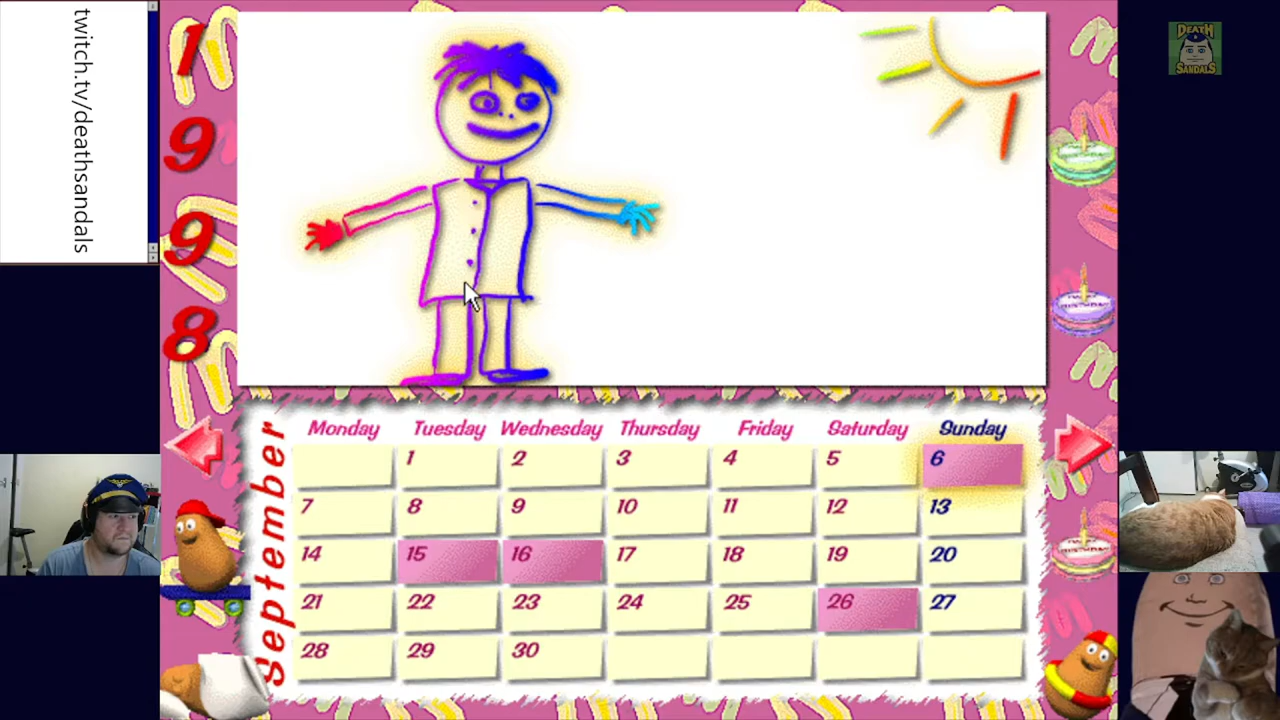 twitch.tv/deathsandals
DEATH
SANDALS
1
9
9
8
September
Monday Tuesday Wednesday Thursday Friday Saturday Sunday
1 2 3 4 5 6
7 8 9 10 11 12 13
14 15 16 17 18 19 20
21 22 23 24 25 26 27
28 29 30